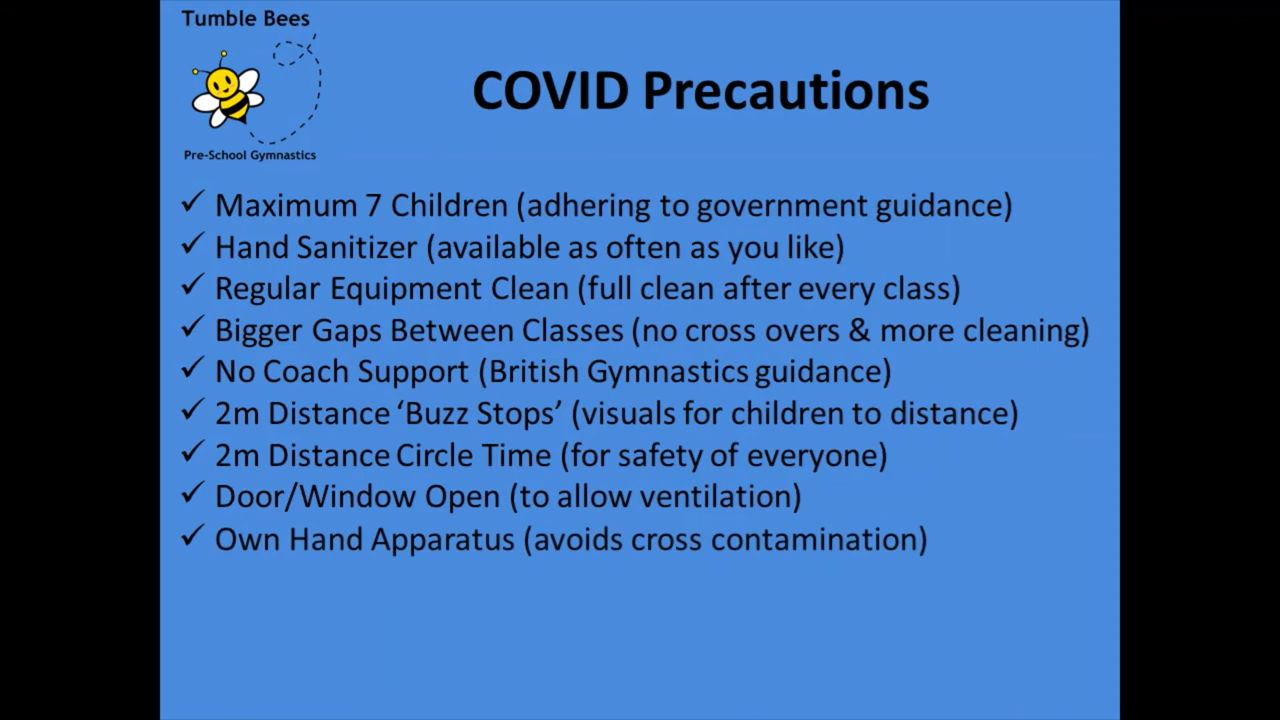 Tumble Bees
Pre-School Gymnastics
COVID Precautions
✓ Maximum 7 Children (adhering to government guidance)
✓ Hand Sanitizer (available as often as you like)
✓ Regular Equipment Clean (full clean after every class)
✓ Bigger Gaps Between Classes (no cross overs & more cleaning)
✓ No Coach Support (British Gymnastics guidance)
✓ 2m Distance ‘Buzz Stops’ (visuals for children to distance)
✓ 2m Distance Circle Time (for safety of everyone)
✓ Door/Window Open (to allow ventilation)
✓ Own Hand Apparatus (avoids cross contamination)